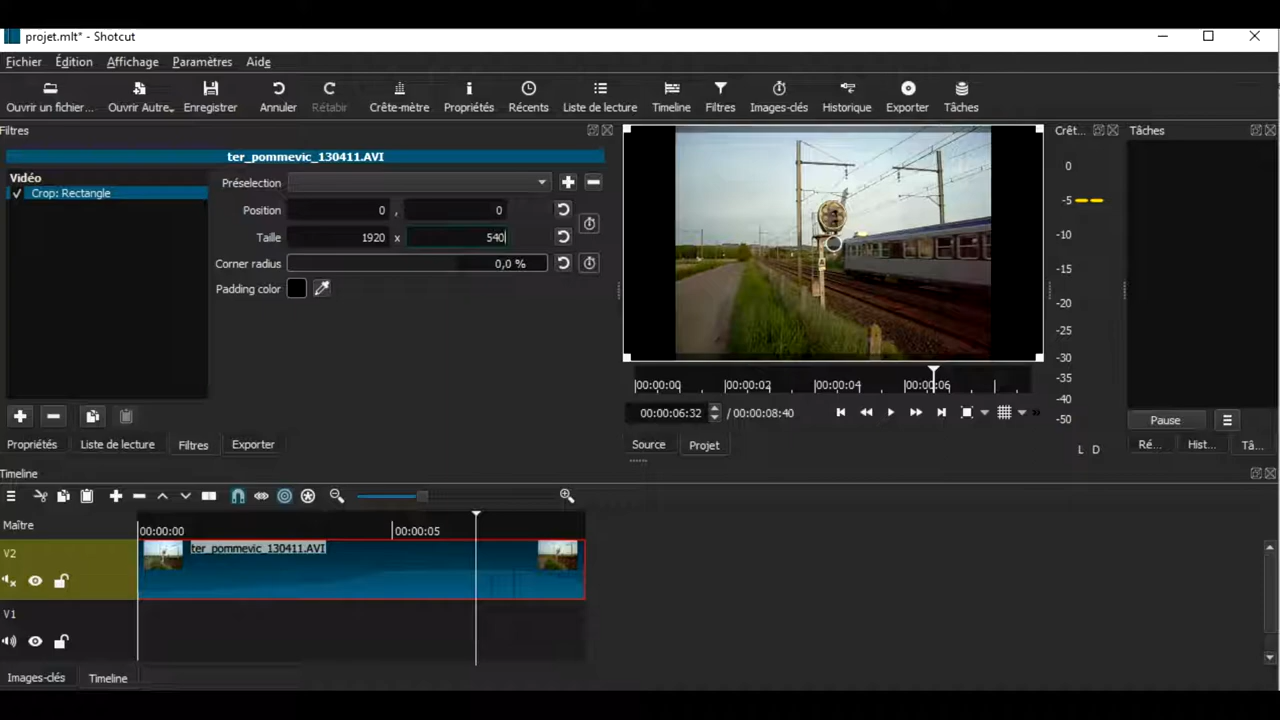 projet.mlt* - Shotcut
Fichier Édition Affichage Paramètres Aide
Ouvrir un fichier... Ouvrir Autre... Enregistrer Annuler Rétabir Crête-mètre Propriétés Récents Liste de lecture Timeline Filtres Images-clés Historique Exporter Tâches
Filtres
Crêt...
Tâches
ter_pommevic_130411.AVI
Vidéo
Crop: Rectangle
Préselection
Position 0 , 0
Taille 1920 x 540
Corner radius 0,0 %
Padding color
0
-5
-10
-15
-20
-25
-30
-35
-40
-50
L D
00:00:00 00:00:02 00:00:04 00:00:06
00:00:06:32 / 00:00:08:40
»
Pause
Propriétés Liste de lecture Filtres Exporter
Source Projet
Ré... Hist... Tâ...
Timeline
Maître
00:00:00 00:00:05
V2
ter_pommevic_130411.AVI
V1
Images-clés Timeline